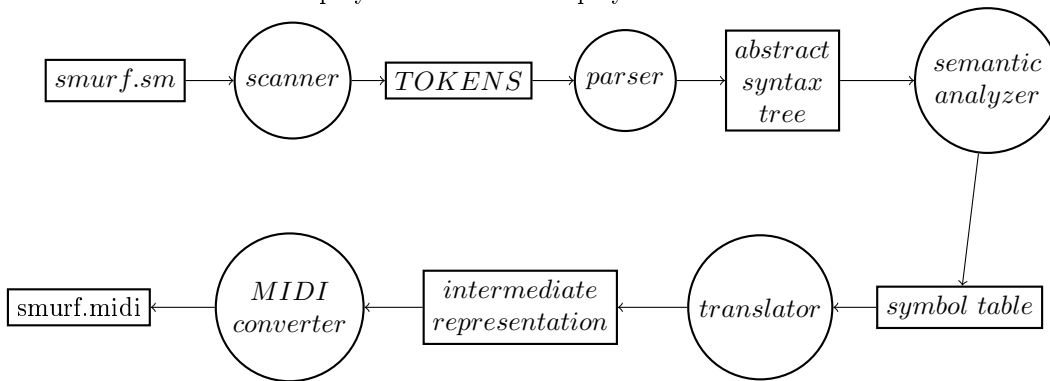 smurf.sm
scanner
TOKENS
parser
abstract
syntax
tree
semantic
analyzer
smurf.midi
MIDI
converter
intermediate
representation
translator
symbol table